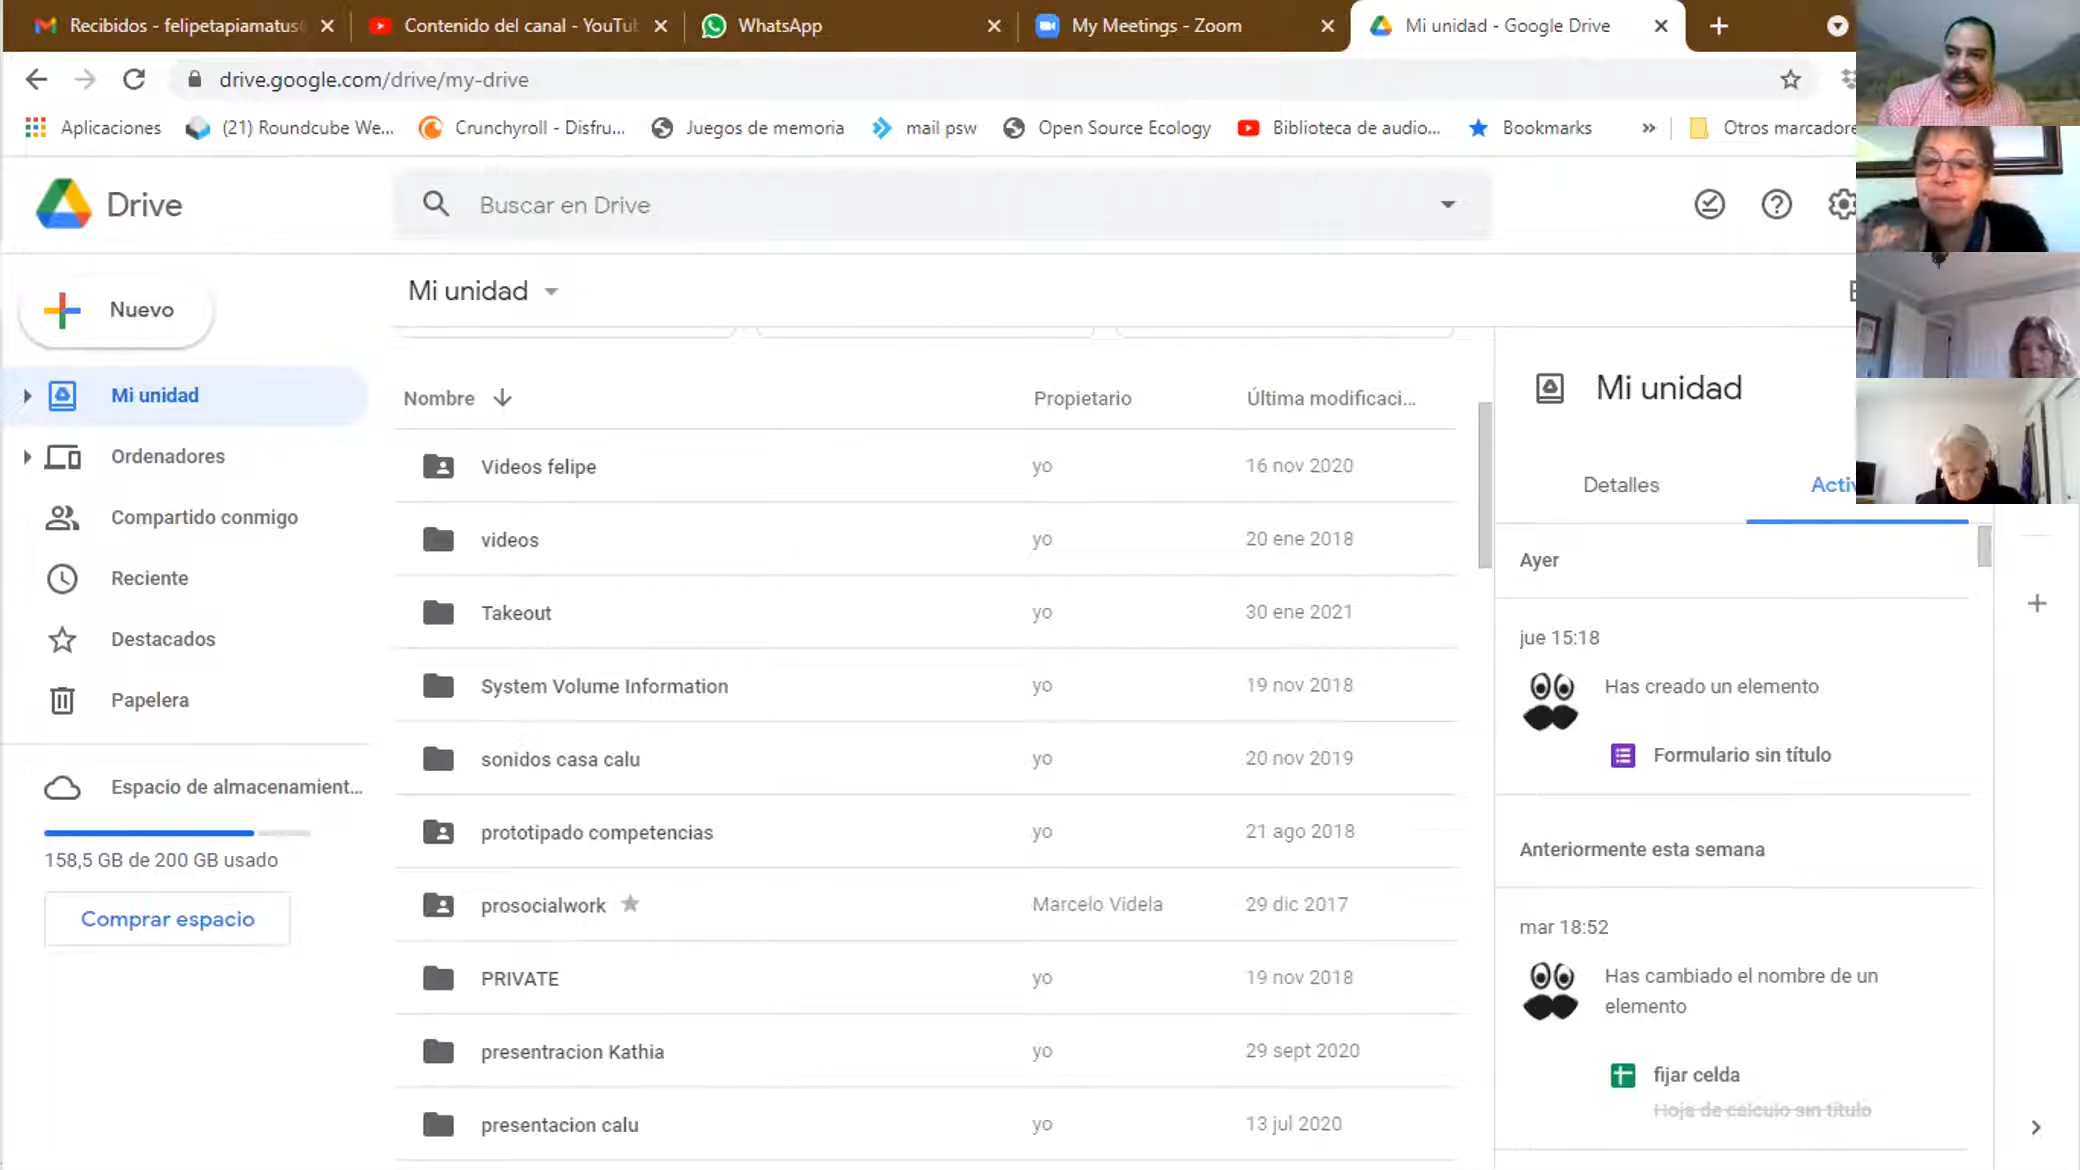 Recibidos - felipetapiamatus
Contenido del canal - YouTu
WhatsApp
My Meetings - Zoom
Mi unidad - Google Drive
drive.google.com/drive/my-drive
Aplicaciones
(21) Roundcube We...
Crunchyroll - Disfru...
Juegos de memoria
mail psw
Open Source Ecology
Biblioteca de audio...
Bookmarks
»
Otros marcadore
Drive
Buscar en Drive
Nuevo
Mi unidad
Ordenadores
Compartido conmigo
Reciente
Destacados
Papelera
Espacio de almacenamient...
158,5 GB de 200 GB usado
Comprar espacio
Mi unidad
Nombre Propietario Última modificaci...
Videos felipe yo 16 nov 2020
videos yo 20 ene 2018
Takeout yo 30 ene 2021
System Volume Information yo 19 nov 2018
sonidos casa calu yo 20 nov 2019
prototipado competencias yo 21 ago 2018
prosocialwork Marcelo Videla 29 dic 2017
PRIVATE yo 19 nov 2018
presentracion Kathia yo 29 sept 2020
presentacion calu yo 13 jul 2020
Mi unidad
Detalles
Activ
Ayer
jue 15:18
Has creado un elemento
Formulario sin título
Anteriormente esta semana
mar 18:52
Has cambiado el nombre de un
elemento
fijar celda
Hoja de cálculo sin título